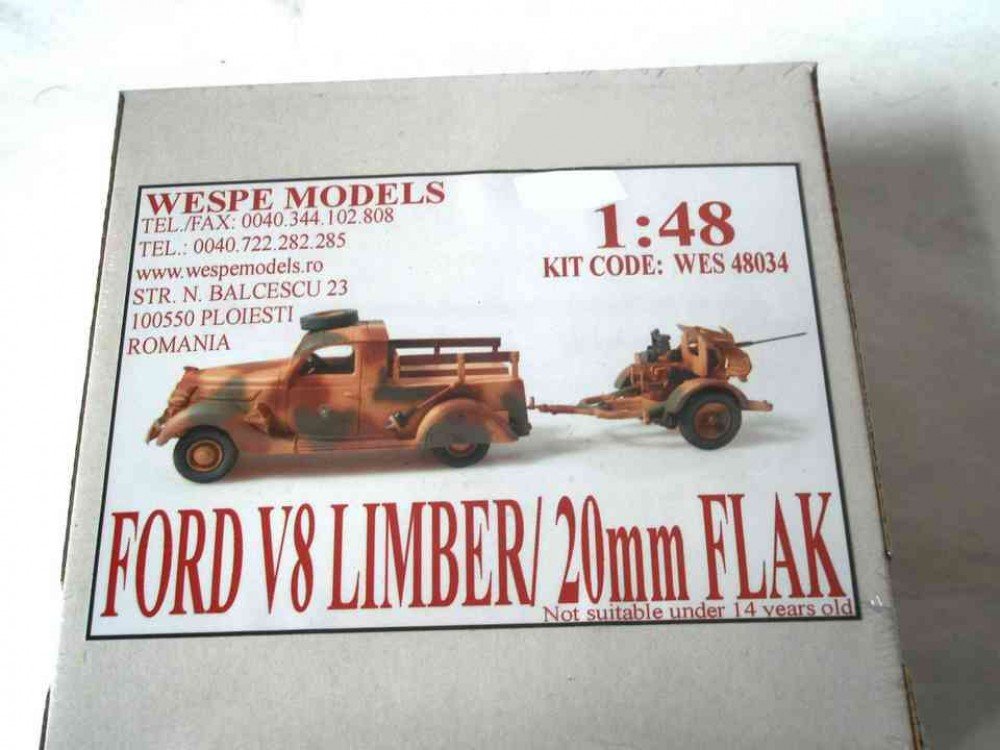 WESPE MODELS
TEL./FAX: 0040.344.102.808
TEL.: 0040.722.282.285
www.wespemodels.ro
STR. N. BALCESCU 23
100550 PLOIESTI
ROMANIA
1:48
KIT CODE: WES 48034
FORD V8 LIMBER/ 20mm FLAK
Not suitable under 14 years old